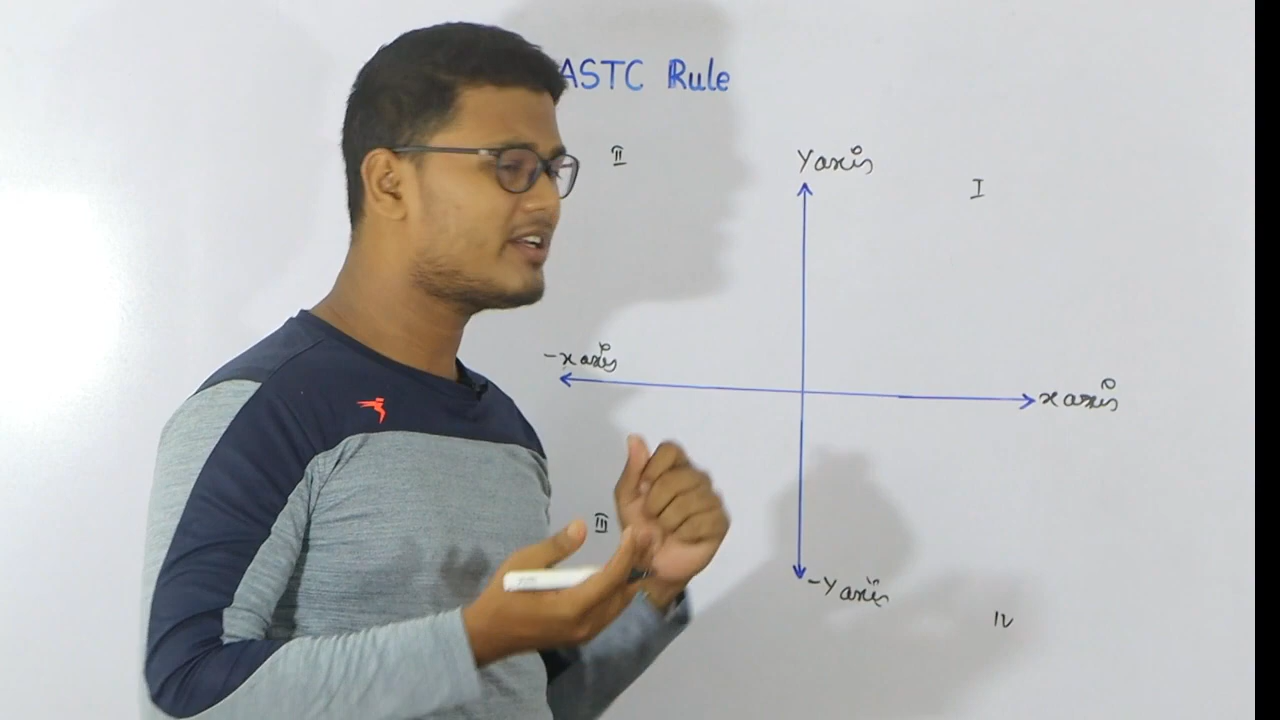 ASTC Rule
II
Y axis
I
-x axis
x axis
III
-Y axis
IV